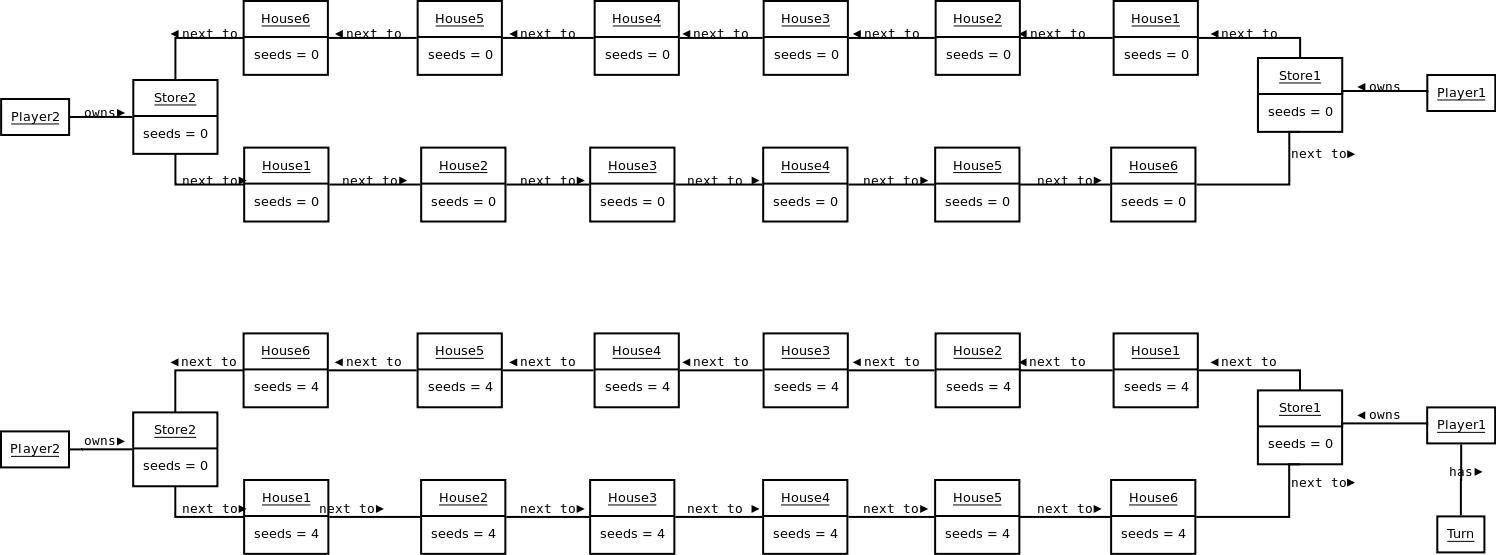 House6 House5 House4 House3 House2 House1
◄next to ◄next to ◄next to ◄next to ◄next to ◄next to ◄next to
seeds = 0 seeds = 0 seeds = 0 seeds = 0 seeds = 0 seeds = 0
Store2 Store1
Player2 owns► ◄owns Player1
seeds = 0 seeds = 0
next to►
House1 House2 House3 House4 House5 House6
next to► next to► next to► next to ► next to► next to►
seeds = 0 seeds = 0 seeds = 0 seeds = 0 seeds = 0 seeds = 0
House6 House5 House4 House3 House2 House1
◄next to ◄next to ◄next to ◄next to ◄next to ◄next to ◄next to
seeds = 4 seeds = 4 seeds = 4 seeds = 4 seeds = 4 seeds = 4
Store2 Store1
Player2 owns► ◄owns Player1
seeds = 0 seeds = 0
has►
next to►
House1 House2 House3 House4 House5 House6
next to► next to► next to► next to ► next to► next to►
seeds = 4 seeds = 4 seeds = 4 seeds = 4 seeds = 4 seeds = 4
Turn